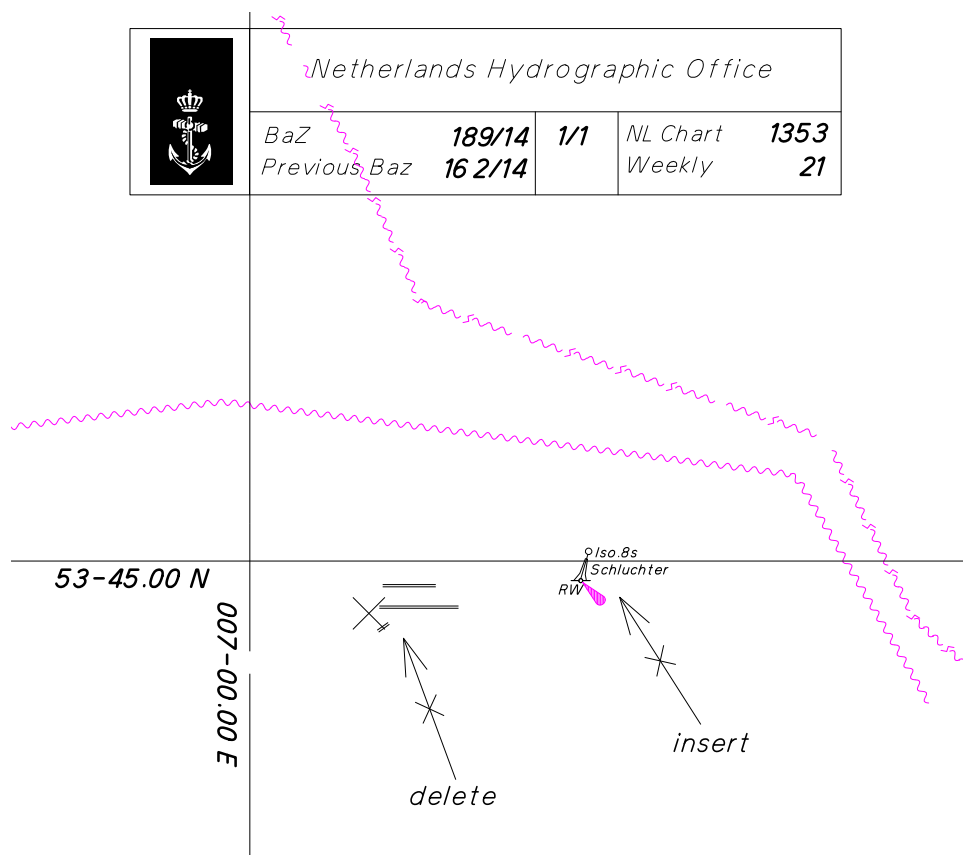 Netherlands Hydrographic Office
BaZ 189/14 1/1 NL Chart 1353
Previous Baz 16 2/14 Weekly 21
Iso.8s
Schluchter
RW
53-45.00 N
007-00.00 E
insert
delete